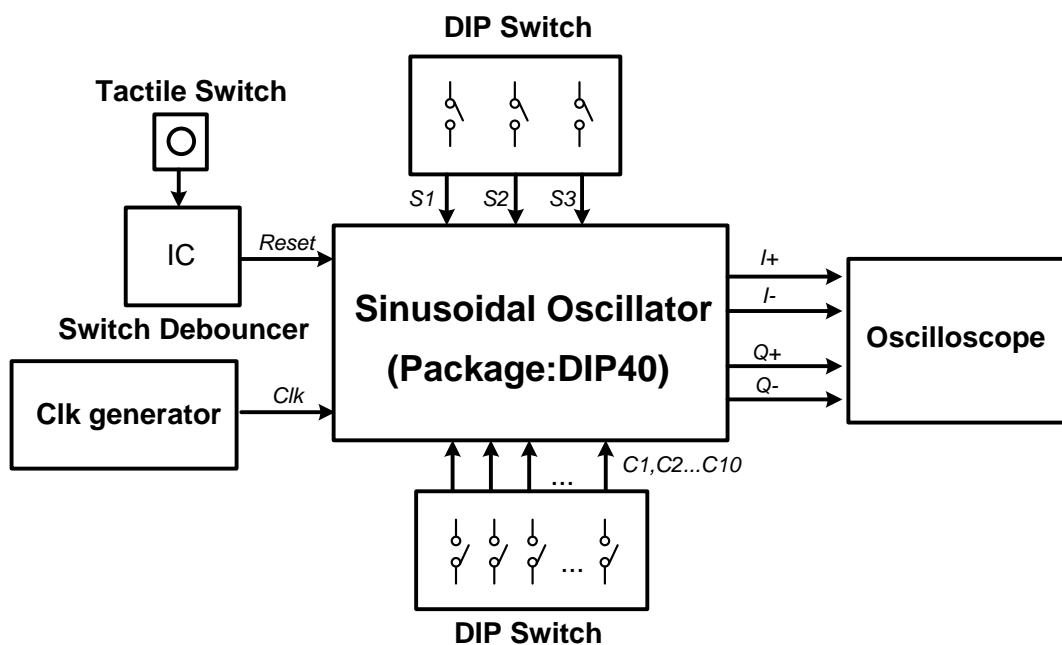 DIP Switch
Tactile Switch
S1
S2
S3
IC
Reset
Switch Debouncer
Sinusoidal Oscillator
(Package:DIP40)
I+
I-
Q+
Q-
Oscilloscope
Clk generator
Clk
...
C1,C2...C10
...
DIP Switch